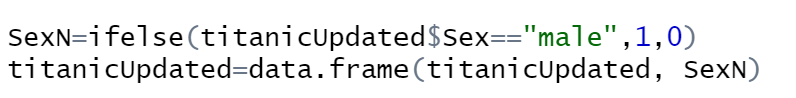 SexN=ifelse(titanicUpdated$Sex=="male",1,0)
titanicUpdated=data.frame(titanicUpdated, SexN)